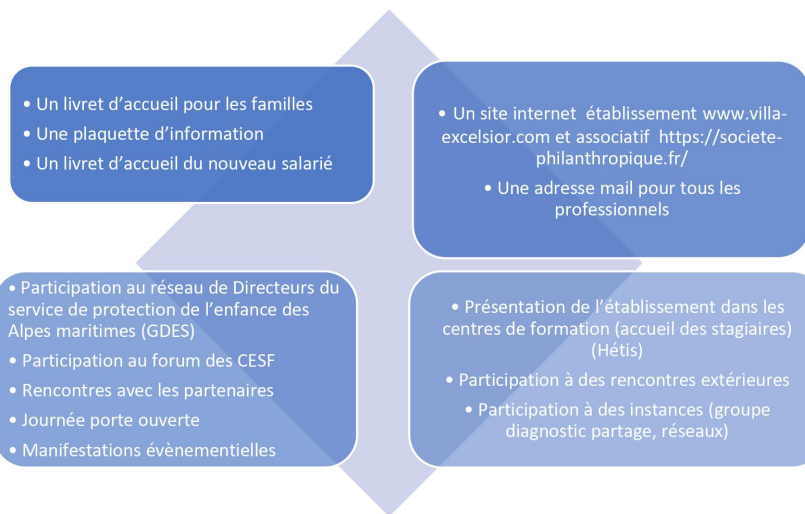 • Un livret d'accueil pour les familles
• Une plaquette d'information
• Un livret d'accueil du nouveau salarié
• Un site internet établissement www.villa-
excelsior.com et associatif https://societe-
philanthropique.fr/
• Une adresse mail pour tous les
professionnels
• Participation au réseau de Directeurs du
service de protection de l'enfance des
Alpes maritimes (GDES)
• Participation au forum des CESF
• Rencontres avec les partenaires
• Journée porte ouverte
• Manifestations évènementielles
• Présentation de l'établissement dans les
centres de formation (accueil des stagiaires)
(Hétis)
• Participation à des rencontres extérieures
• Participation à des instances (groupe
diagnostic partage, réseaux)